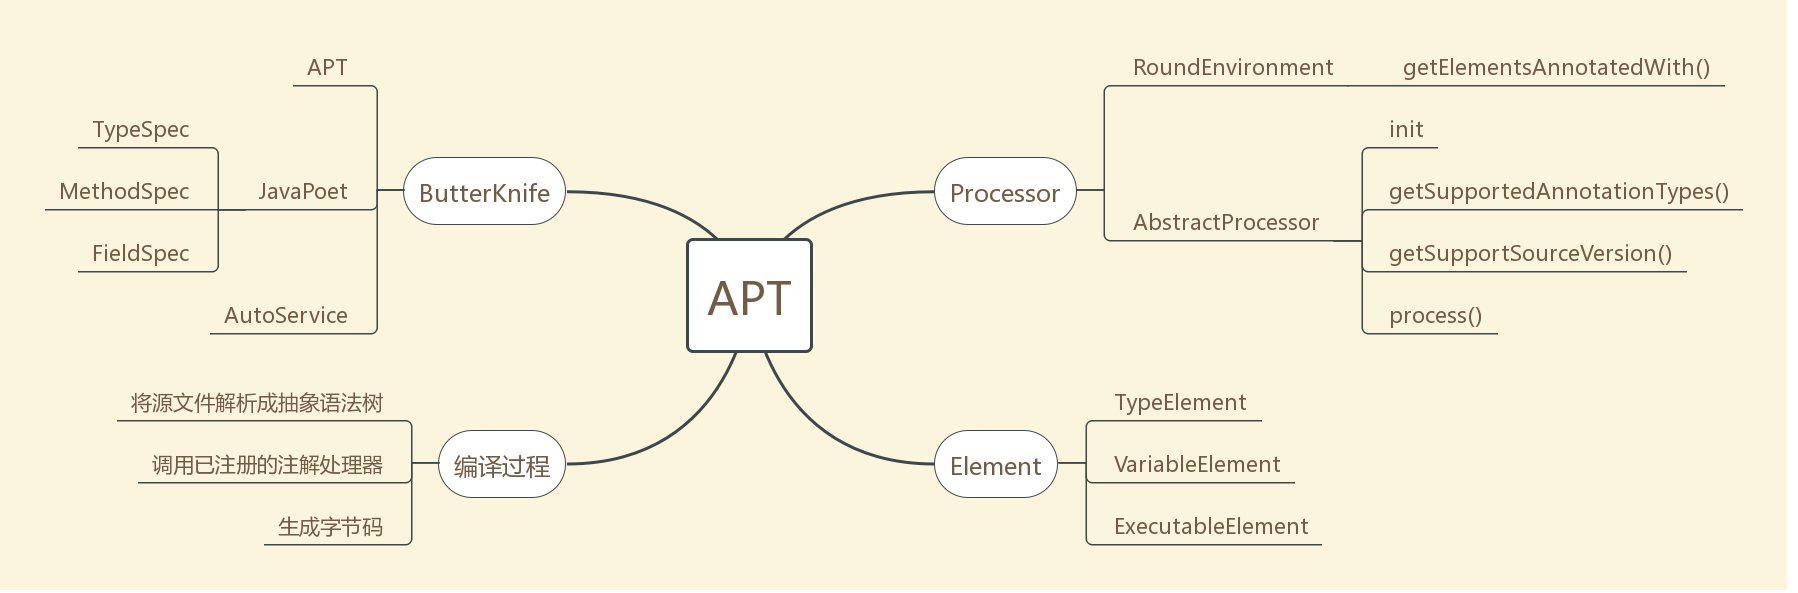 APT
ButterKnife
APT
JavaPoet
TypeSpec
MethodSpec
FieldSpec
AutoService
Processor
RoundEnvironment
getElementsAnnotatedWith()
AbstractProcessor
init
getSupportedAnnotationTypes()
getSupportSourceVersion()
process()
编译过程
将源文件解析成抽象语法树
调用已注册的注解处理器
生成字节码
Element
TypeElement
VariableElement
ExecutableElement